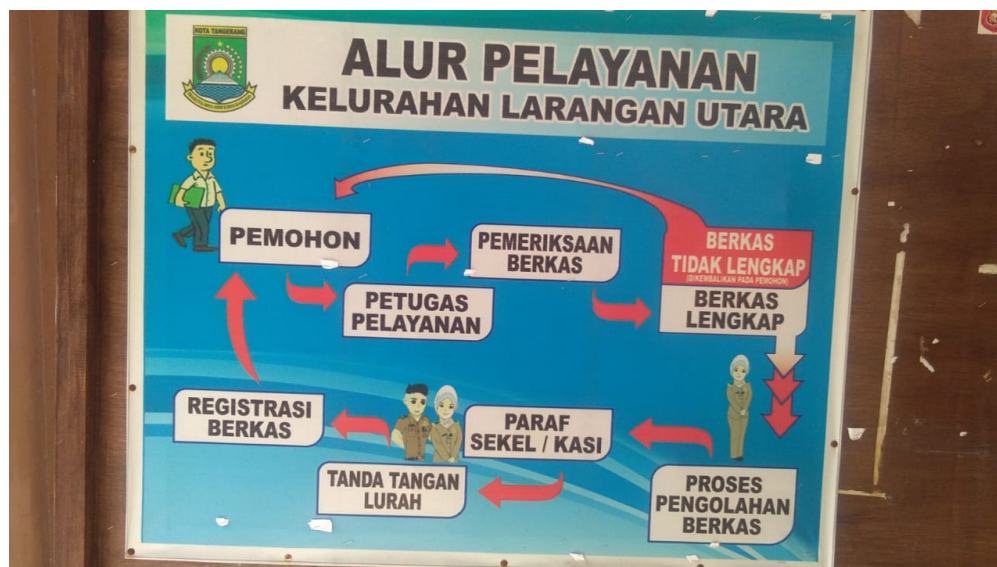 KOTA TANGERANG
ALUR PELAYANAN
KELURAHAN LARANGAN UTARA
PEMOHON
PETUGAS
PELAYANAN
PEMERIKSAAN
BERKAS
BERKAS
TIDAK LENGKAP
(DIKEMBALIKAN PADA PEMOHON)
BERKAS
LENGKAP
PROSES
PENGOLAHAN
BERKAS
PARAF
SEKEL / KASI
TANDA TANGAN
LURAH
REGISTRASI
BERKAS